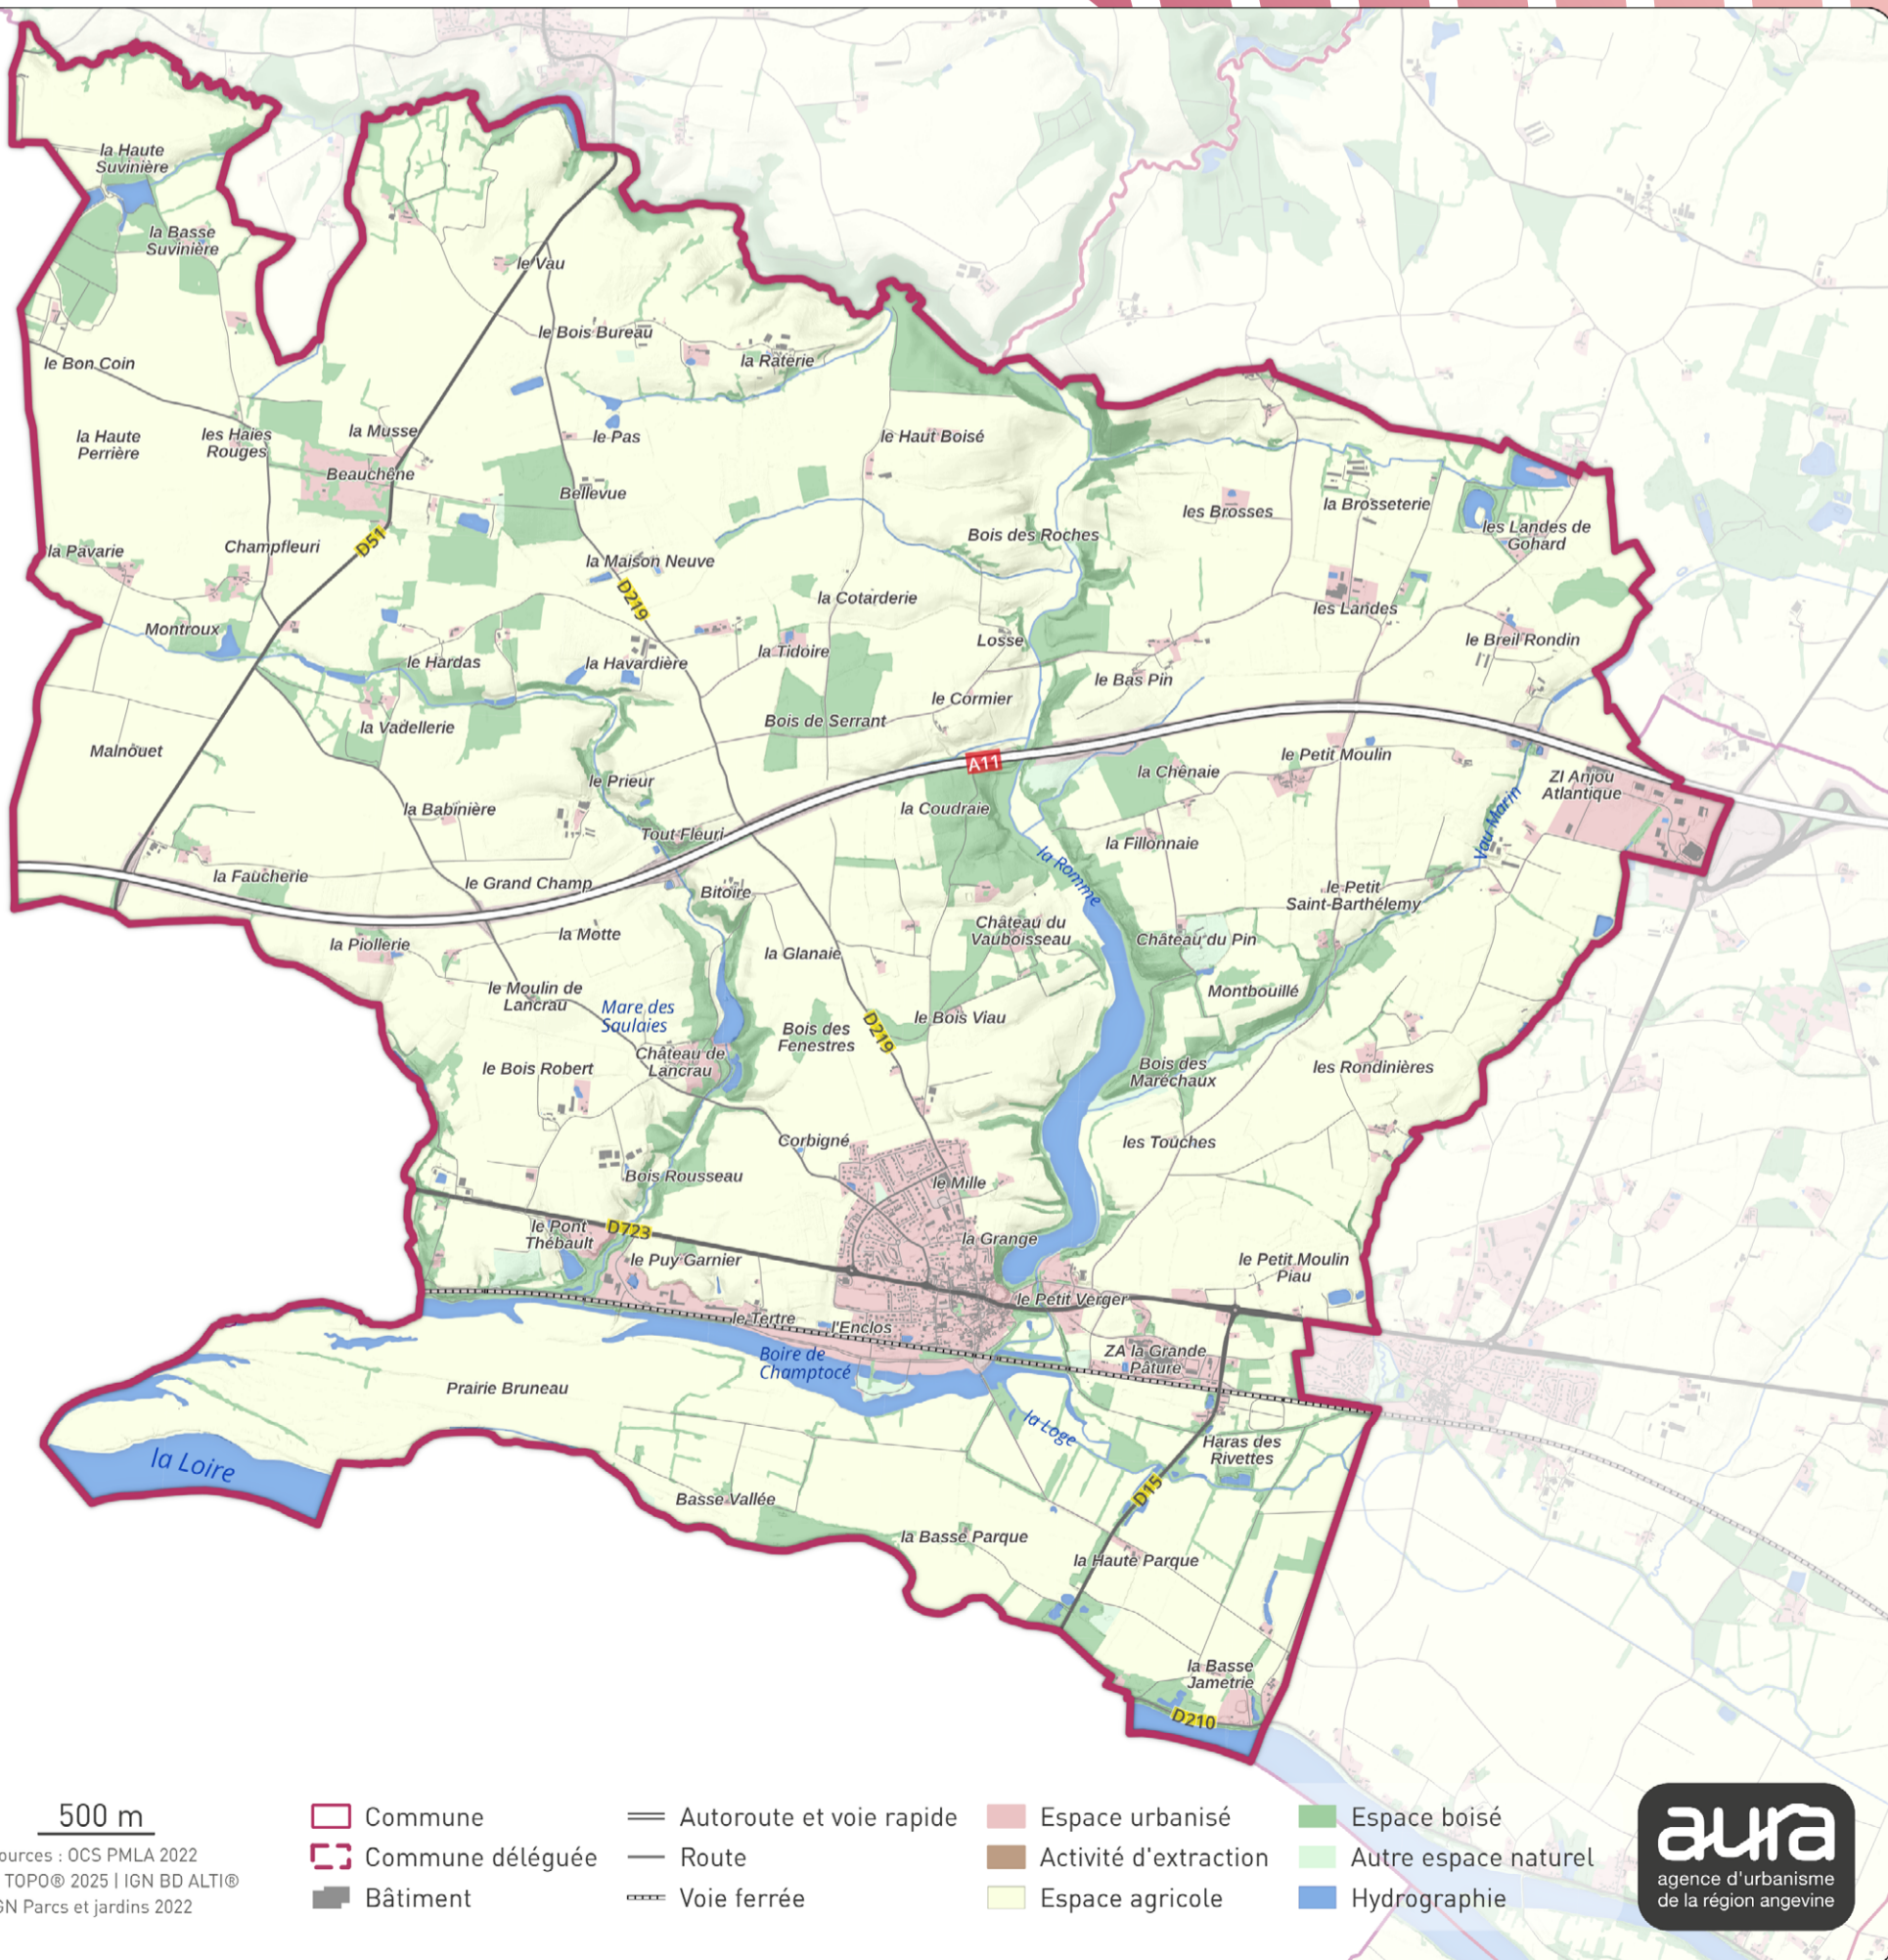 la Haute
Suvinière
la Basse
Suvinière
le Vau
le Bois Bureau
la Raterie
le Bon Coin
la Haute
Perrière
les Haies
Rouges
la Musse
Beauchêne
le Pas
le Haut Boisé
Bellevue
les Brosses
la Brosseterie
les Landes de
Gohard
Bois des Roches
la Pavarie
Champfleuri
D51
la Maison Neuve
D219
la Cotarderie
les Landes
Montroux
le Hardas
la Havardière
la Tidoire
Losse
le Breil Rondin
le Bas Pin
le Cormier
la Vadellerie
Bois de Serrant
Malnouet
A11
le Petit Moulin
la Chênaie
ZI Anjou
Atlantique
le Prieur
la Babinière
la Coudraie
Tout Fleuri
la Fillonnaie
Vau Marin
la Romme
la Faucherie
le Grand Champ
Bitoire
le Petit
Saint-Barthélemy
la Piollerie
la Motte
la Glanaie
Château du
Vauboisseau
Château du Pin
le Moulin de
Lancrau
Mare des
Saulaies
Montbouillé
Bois des
Fenestres
D219
le Bois Viau
Château de
Lancrau
le Bois Robert
Bois des
Maréchaux
les Rondinières
Corbigné
les Touches
Bois Rousseau
le Mille
le Pont
Thébault
D723
la Grange
le Puy Garnier
le Petit Moulin
Piau
le Petit Verger
le Tertre
l'Enclos
Boire de
Champtocé
ZA la Grande
Pâture
Prairie Bruneau
la Loge
Haras des
Rivettes
la Loire
D15
Basse Vallée
la Basse Parque
la Haute Parque
la Basse
Jametrie
D210
500 m
ources : OCS PMLA 2022
TOPO® 2025 | IGN BD ALTI®
GN Parcs et jardins 2022
Commune
Commune déléguée
Bâtiment
Autoroute et voie rapide
Route
Voie ferrée
Espace urbanisé
Activité d'extraction
Espace agricole
Espace boisé
Autre espace naturel
Hydrographie
aura
agence d'urbanisme
de la région angevine